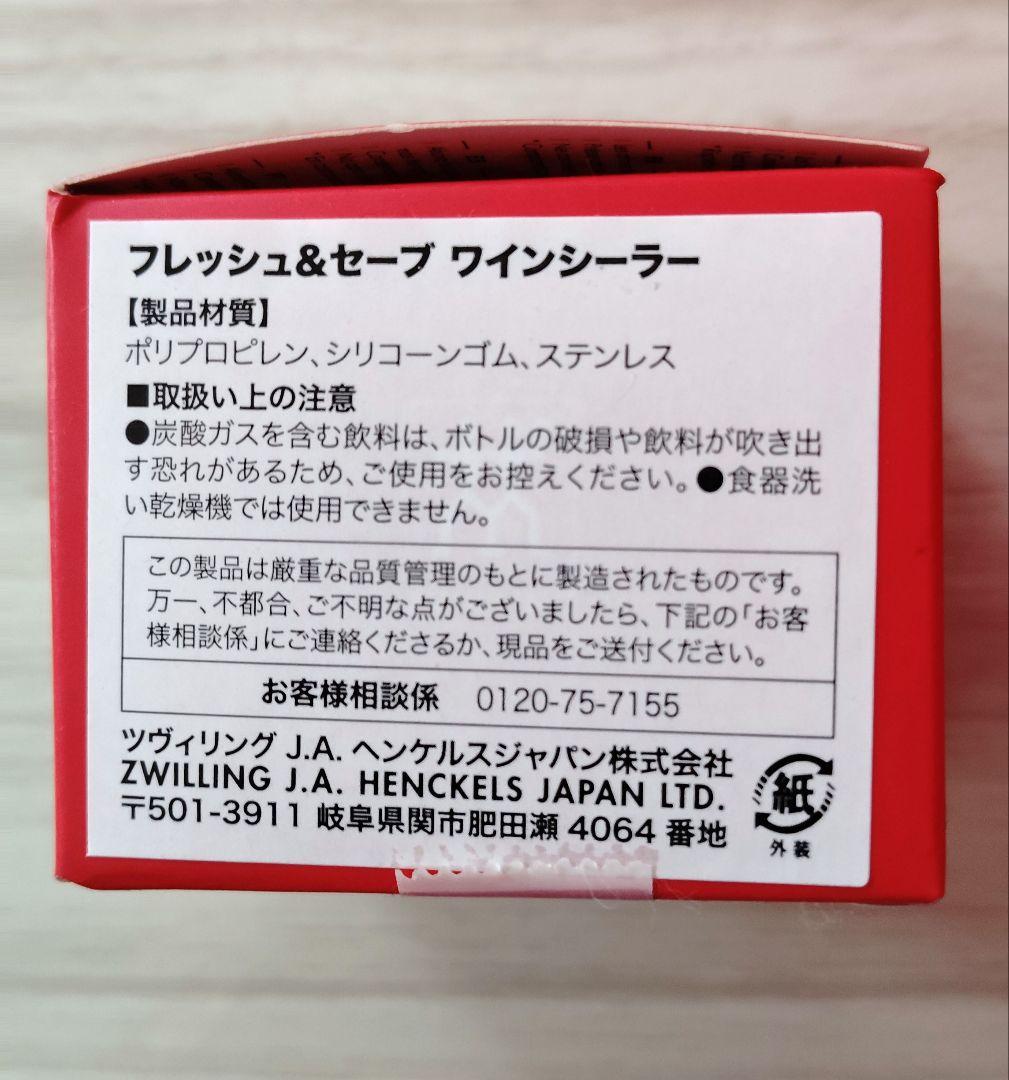 フレッシュ&セーブ ワインシーラー
【製品材質】
ポリプロピレン、シリコーンゴム、ステンレス
■取扱い上の注意
●炭酸ガスを含む飲料は、ボトルの破損や飲料が吹き出
す恐れがあるため、ご使用をお控えください。●食器洗
い乾燥機では使用できません。
この製品は厳重な品質管理のもとに製造されたものです。
万一、不都合、ご不明な点がございましたら、下記の「お客
様相談係」にご連絡くださるか、現品をご送付ください。
お客様相談係 0120-75-7155
ツヴィリング J.A. ヘンケルスジャパン株式会社
ZWILLING J.A. HENCKELS JAPAN LTD.
〒501-3911 岐阜県関市肥田瀬 4064 番地
紙
外装